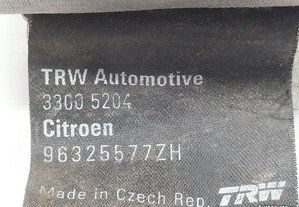 TRW Automotive
3300 5204
Citroen
96325577ZH
Made in Czech Rep. TRW